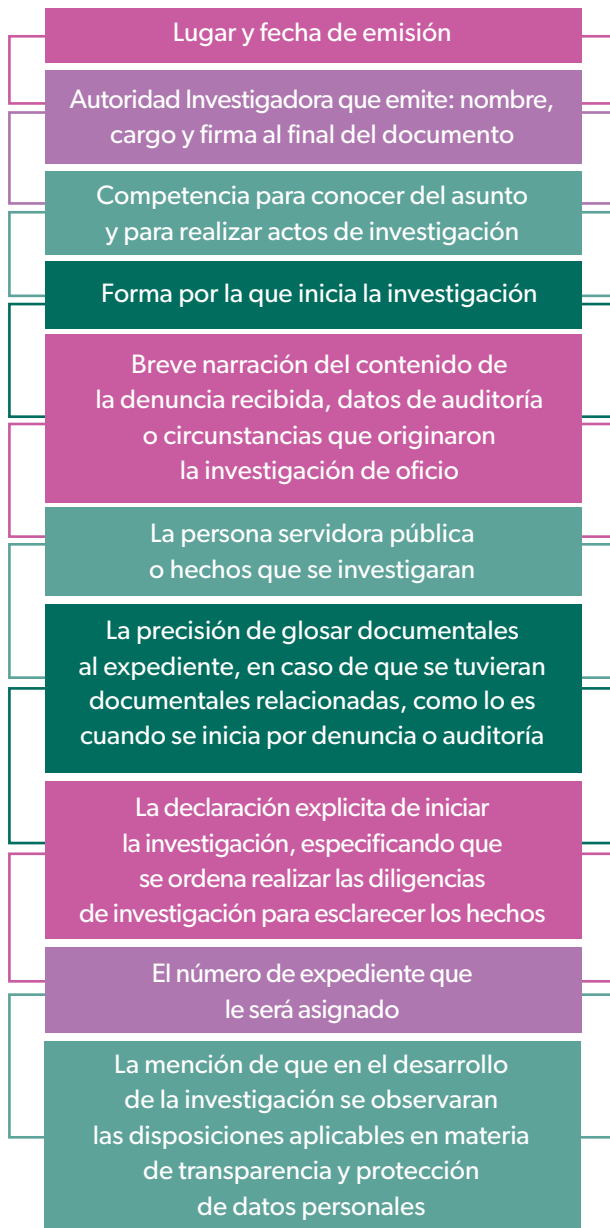 Lugar y fecha de emisión
Autoridad Investigadora que emite: nombre,
cargo y firma al final del documento
Competencia para conocer del asunto
y para realizar actos de investigación
Forma por la que inicia la investigación
Breve narración del contenido de
la denuncia recibida, datos de auditoría
o circunstancias que originaron
la investigación de oficio
La persona servidora pública
o hechos que se investigaran
La precisión de glosar documentales
al expediente, en caso de que se tuvieran
documentales relacionadas, como lo es
cuando se inicia por denuncia o auditoría
La declaración explicita de iniciar
la investigación, especificando que
se ordena realizar las diligencias
de investigación para esclarecer los hechos
El número de expediente que
le será asignado
La mención de que en el desarrollo
de la investigación se observaran
las disposiciones aplicables en materia
de transparencia y protección
de datos personales